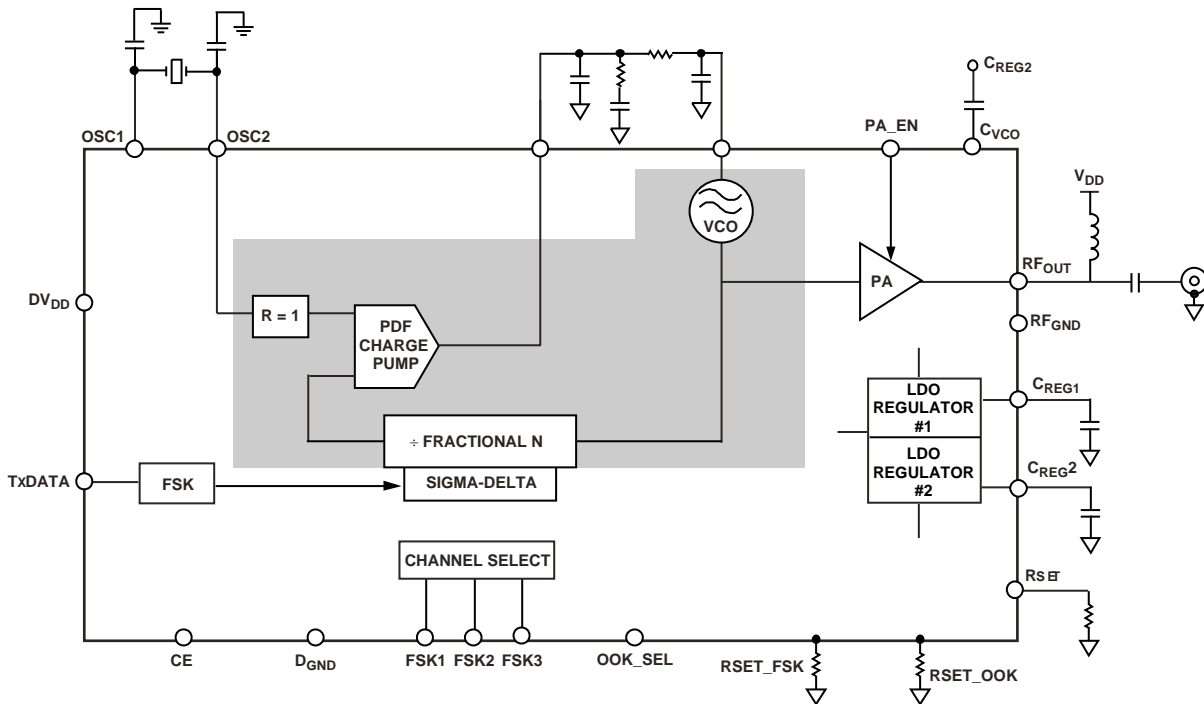 CREG2
OSC1
OSC2
PA_EN
CVCO
VDD
VCO
RFOUT
PA
DVDD
R = 1
PDF
CHARGE
PUMP
RFGND
LDO
REGULATOR
#1
CREG1
÷ FRACTIONAL N
LDO
REGULATOR
#2
CREG2
TxDATA
FSK
SIGMA-DELTA
CHANNEL SELECT
RSET
CE
DGND
FSK1
FSK2
FSK3
OOK_SEL
RSET_FSK
RSET_OOK